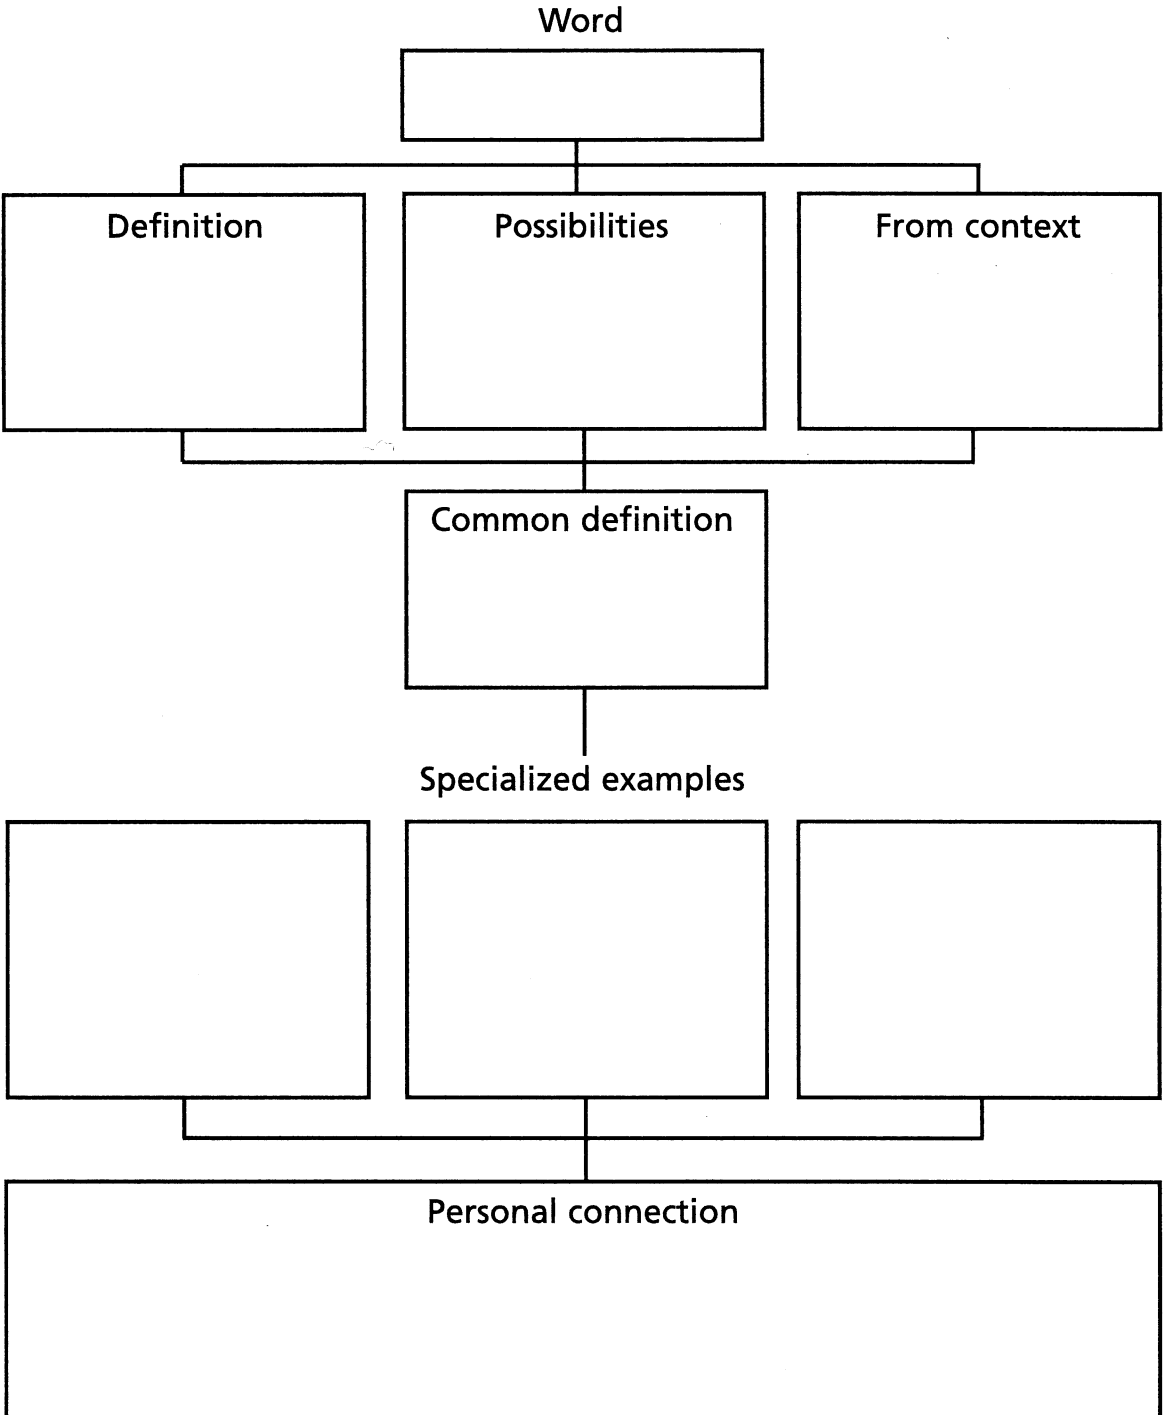 Word
Definition
Possibilities
From context
Common definition
Specialized examples
Personal connection